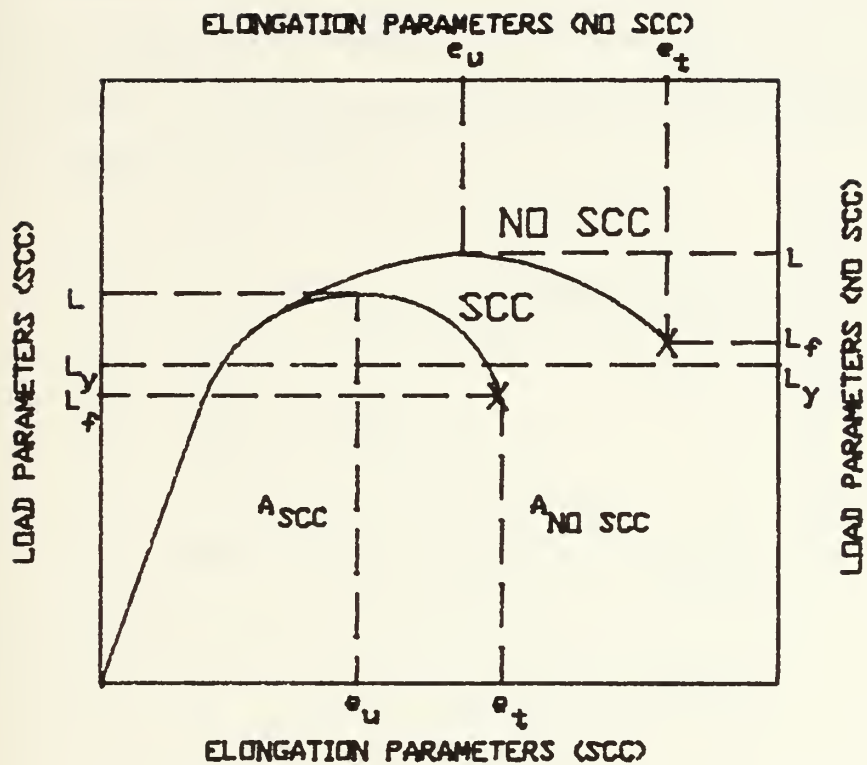 ELONGATION PARAMETERS (NO SCC)
e_u e_t
NO SCC
LOAD PARAMETERS (SCC)
LOAD PARAMETERS (NO SCC)
L
L
SCC
L_f
L_y
L_y
L_f
A_SCC
A_NO SCC
e_u e_t
ELONGATION PARAMETERS (SCC)